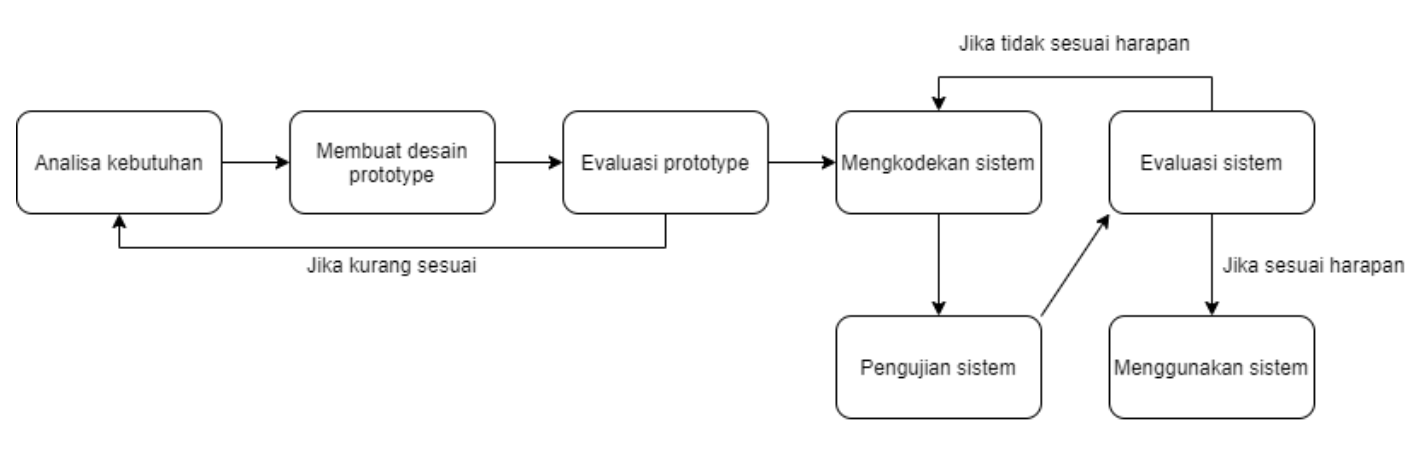 Jika tidak sesuai harapan
Analisa kebutuhan
Membuat desain
prototype
Evaluasi prototype
Mengkodekan sistem
Evaluasi sistem
Jika kurang sesuai
Jika sesuai harapan
Pengujian sistem
Menggunakan sistem